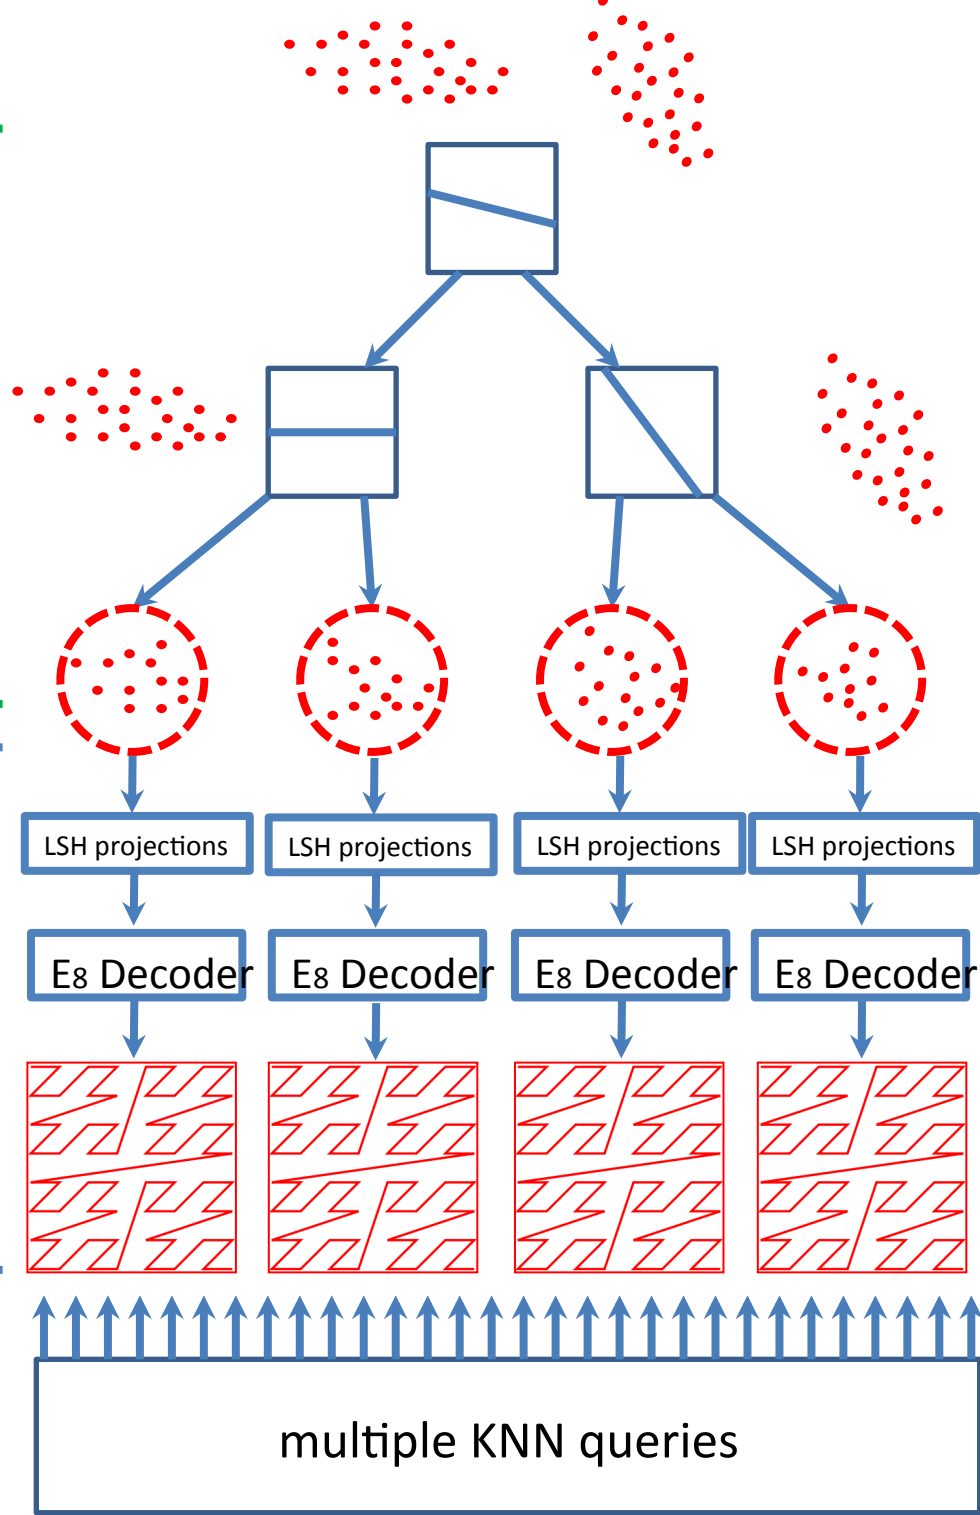 LSH projections LSH projections LSH projections LSH projections
E8 Decoder E8 Decoder E8 Decoder E8 Decoder
multiple KNN queries